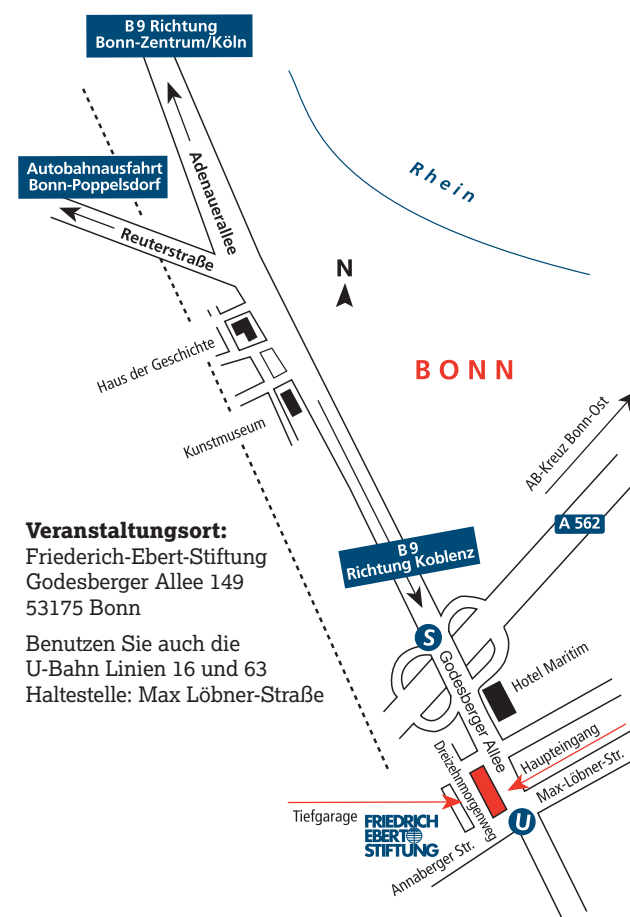 B 9 Richtung
Bonn-Zentrum/Köln
Autobahnausfahrt
Bonn-Poppelsdorf
Adenauerallee
Reuterstraße
Rhein
N
BONN
Haus der Geschichte
Kunstmuseum
AB-Kreuz Bonn-Ost
A 562
Veranstaltungsort:
Friederich-Ebert-Stiftung
Godesberger Allee 149
53175 Bonn
Benutzen Sie auch die
U-Bahn Linien 16 und 63
Haltestelle: Max Löbner-Straße
B 9
Richtung Koblenz
S
Godesberger Allee
Hotel Maritim
Haupteingang
Max-Löbner-Str.
Dreizehnmorgenweg
Tiefgarage
FRIEDRICH
EBERT
STIFTUNG
U
Annaberger Str.